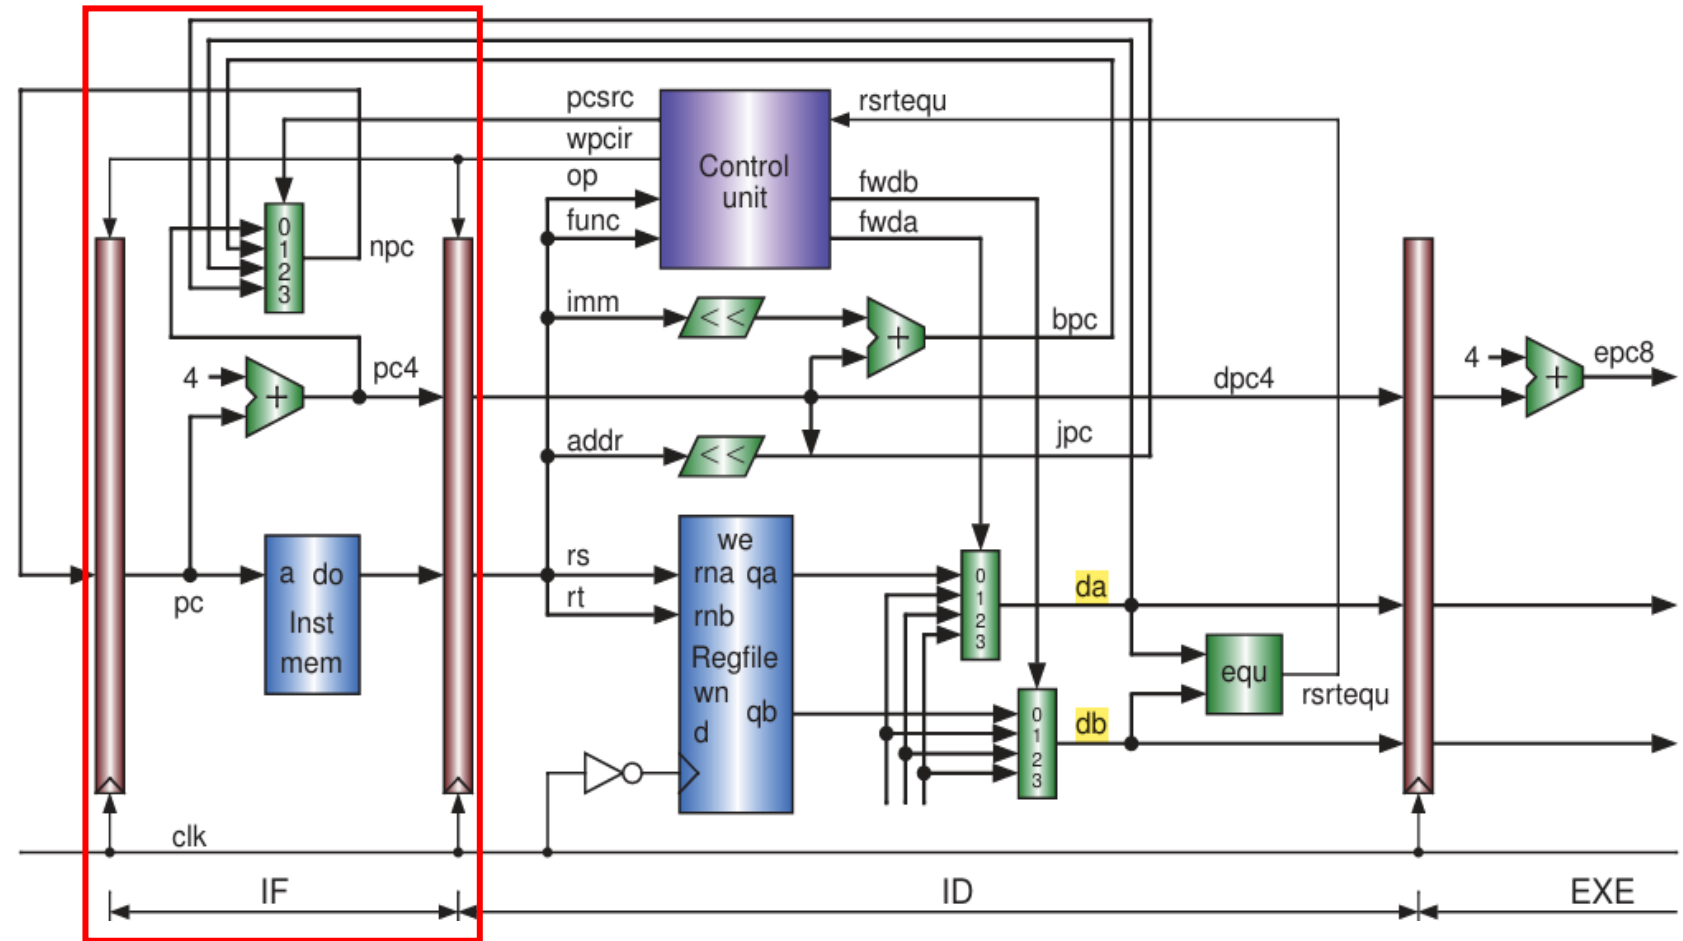 pcsrc
wpcir
op
func
Control
unit
rsrtequ
fwdb
fwda
0
1
2
3
npc
imm
<<
+
bpc
4
+
pc4
dpc4
4
+
epc8
addr
<<
jpc
pc
a do
Inst
mem
rs
rt
we
rna qa
rnb
Regfile
wn
qb
d
0
1
2
3
da
0
1
2
3
db
equ
rsrtequ
clk
IF
ID
EXE